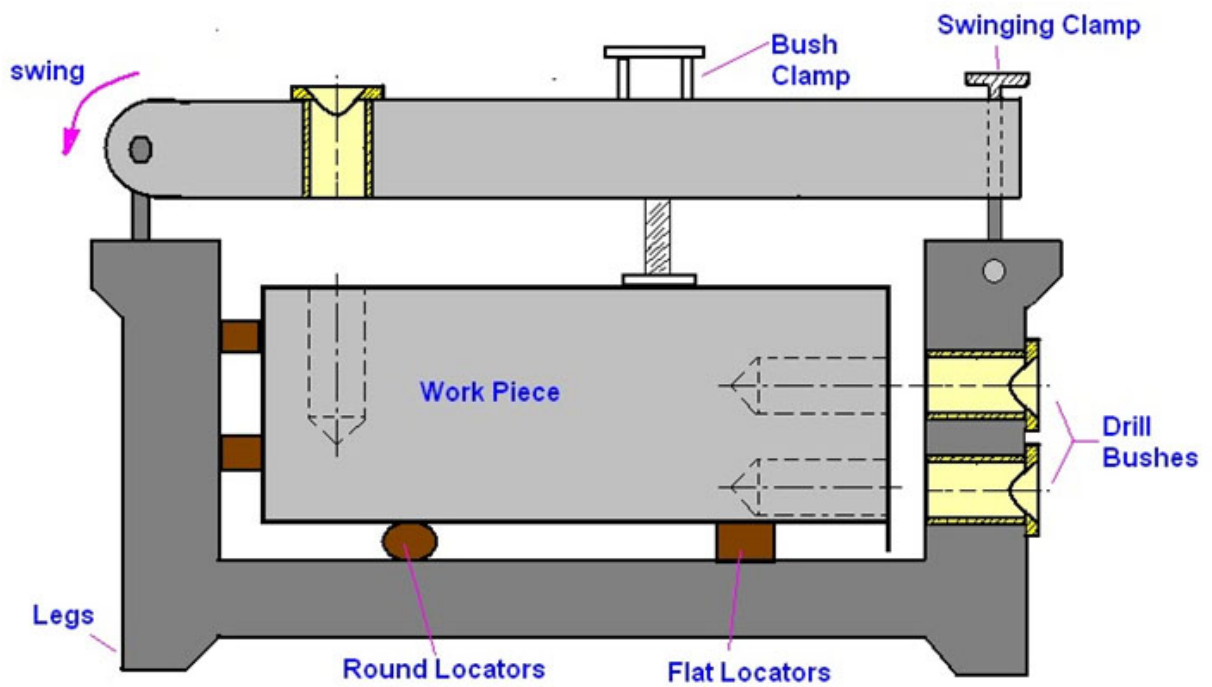 Swinging Clamp
Bush
Clamp
swing
Work Piece
Drill
Bushes
Legs
Round Locators
Flat Locators